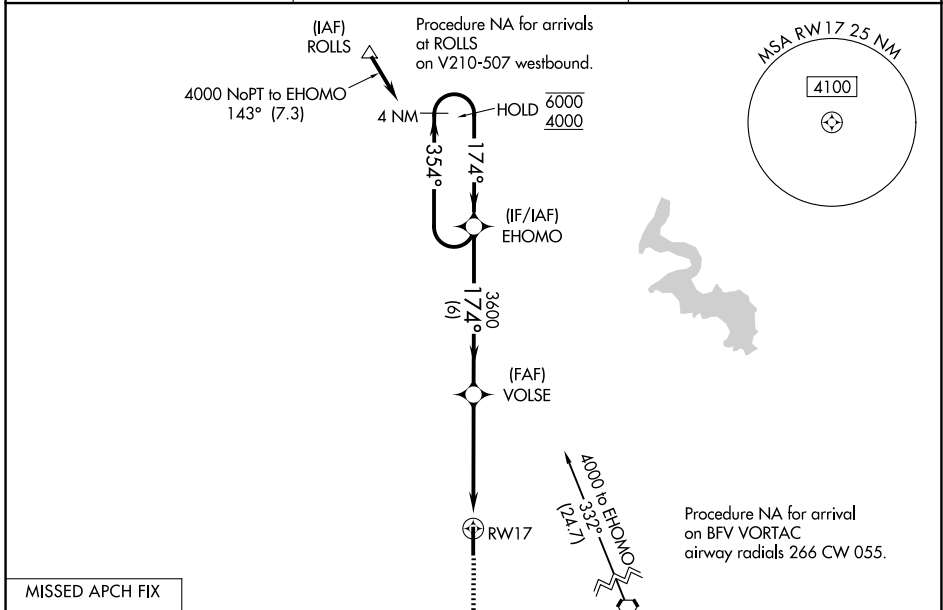 (IAF)
ROLLS
Procedure NA for arrivals
at ROLLS
on V210-507 westbound.
4000 NoPT to EHOMO
143° (7.3)
4 NM
HOLD
6000
4000
354°
174°
(IF/IAF)
EHOMO
3600
174°
(6)
(FAF)
VOLSE
RW17
MSA RW17 25 NM
4100
4000 to EHOMO
332°
(24.7)
Procedure NA for arrival
on BFV VORTAC
airway radials 266 CW 055.
MISSED APCH FIX